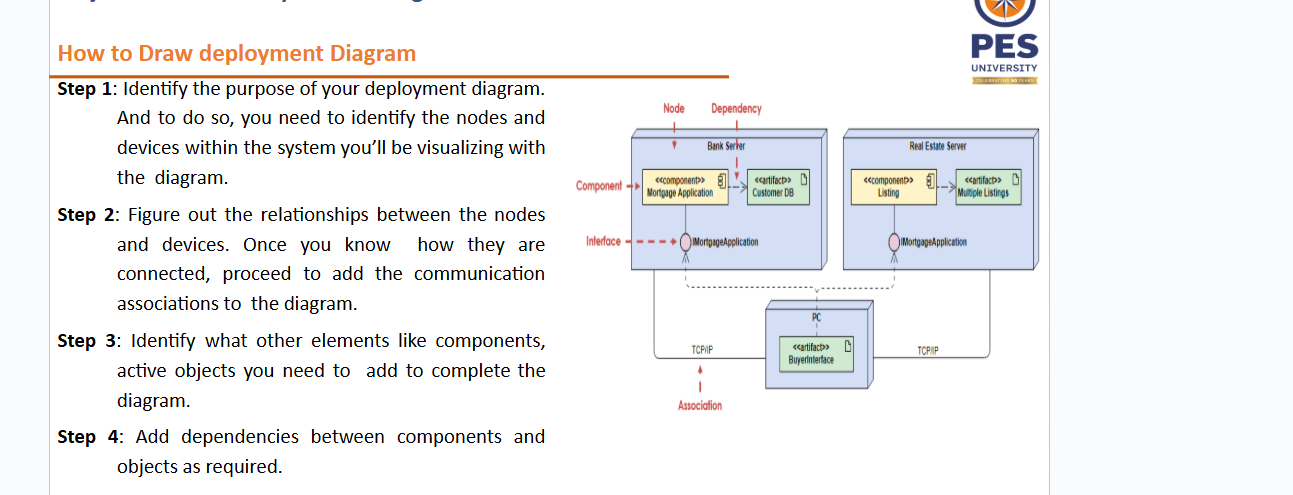 How to Draw deployment Diagram
PES
UNIVERSITY
Step 1: Identify the purpose of your deployment diagram.
And to do so, you need to identify the nodes and
devices within the system you'll be visualizing with
the diagram.
Step 2: Figure out the relationships between the nodes
and devices. Once you know how they are
connected, proceed to add the communication
associations to the diagram.
Step 3: Identify what other elements like components,
active objects you need to add to complete the
diagram.
Step 4: Add dependencies between components and
objects as required.
Node
Dependency
Bank Server
Real Estate Server
Component
<<component>>
Mortgage Application
<<artifact>>
Customer DB
<<component>>
Listing
<<artifact>>
Multiple Listings
Interface
IMortgageApplication
IMortgageApplication
PC
<<artifact>>
BuyerInterface
TCP/IP
TCP/IP
Association